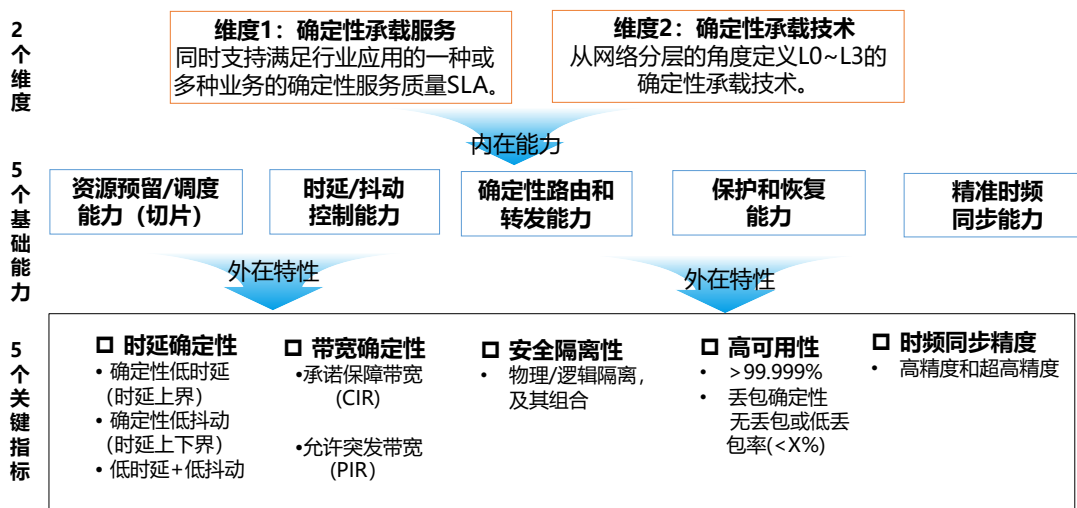 2个维度
维度1：确定性承载服务
同时支持满足行业应用的一种或
多种业务的确定性服务质量SLA。
维度2：确定性承载技术
从网络分层的角度定义L0~L3的
确定性承载技术。
内在能力
5个基础能力
资源预留/调度
能力（切片）
时延/抖动
控制能力
确定性路由和
转发能力
保护和恢复
能力
精准时频
同步能力
外在特性
外在特性
5个关键指标
时延确定性
• 确定性低时延
(时延上界)
• 确定性低抖动
(时延上下界)
• 低时延+低抖动
带宽确定性
•承诺保障带宽
(CIR)
•允许突发带宽
(PIR)
安全隔离性
• 物理/逻辑隔离，
及其组合
高可用性
• >99.999%
• 丢包确定性
无丢包或低丢
包率(<X%)
时频同步精度
• 高精度和超高精度